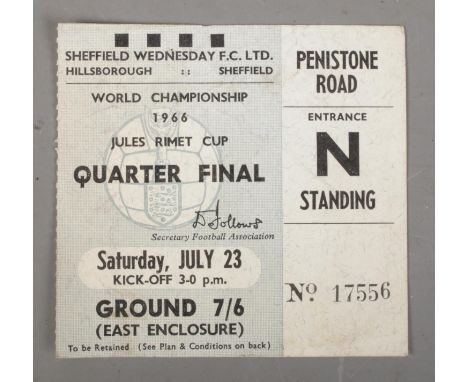 SHEFFIELD WEDNESDAY F.C. LTD.
HILLSBOROUGH :: SHEFFIELD
WORLD CHAMPIONSHIP
1966
JULES RIMET CUP
QUARTER FINAL
D Follows
Secretary Football Association
Saturday, JULY 23
KICK-OFF 3-0 p.m.
GROUND 7/6
(EAST ENCLOSURE)
To be Retained (See Plan & Conditions on back)
PENISTONE
ROAD
ENTRANCE
N
STANDING
No 17556